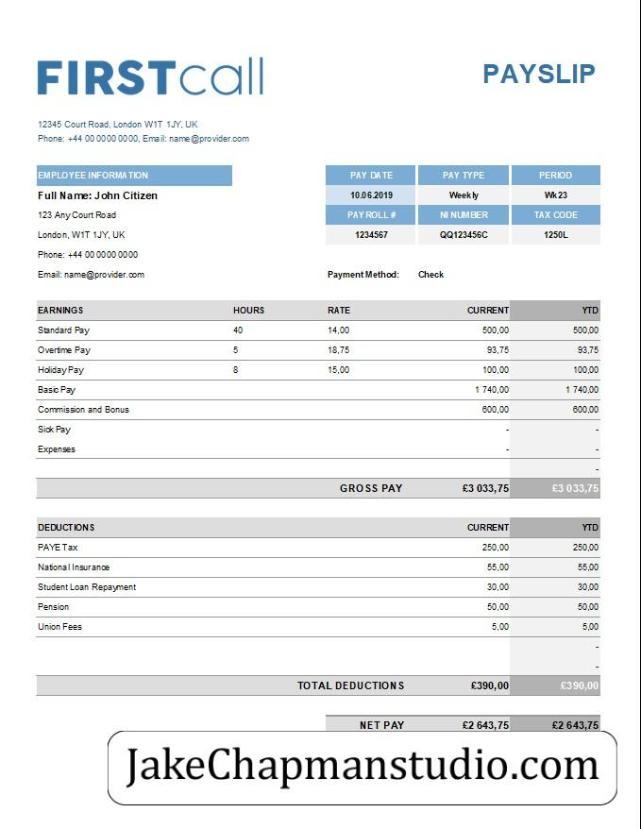 FIRSTcall
PAYSLIP
12345 Court Road, London W1T 1JY, UK
Phone: +44 00 0000 0000, Email: name@provider.com
EMPLOYEE INFORMATION PAY DATE PAY TYPE PERIOD
Full Name: John Citizen 10.06.2019 Weekly Wk23
123 Any Court Road PAYROLL # NI NUMBER TAX CODE
London, W1T 1JY, UK 1234567 QQ123456C 1250L
Phone: +44 00 0000 0000
Email: name@provider.com Payment Method: Check
EARNINGS HOURS RATE CURRENT YTD
Standard Pay 40 14,00 500,00 500,00
Overtime Pay 5 18,75 93,75 93,75
Holiday Pay 8 15,00 100,00 100,00
Basic Pay 1 740,00 1 740,00
Commission and Bonus 600,00 600,00
Sick Pay - -
Expenses - -
-
GROSS PAY £3 033,75 £3 033,75
DEDUCTIONS CURRENT YTD
PAYE Tax 250,00 250,00
National Insurance 55,00 55,00
Student Loan Repayment 30,00 30,00
Pension 50,00 50,00
Union Fees 5,00 5,00
-
-
TOTAL DEDUCTIONS £390,00 £390,00
NET PAY £2 643,75 £2 643,75
JakeChapmanstudio.com